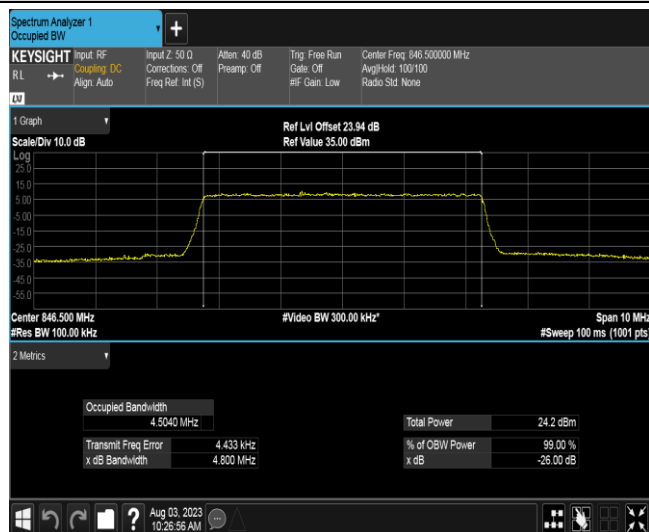 Spectrum Analyzer 1
Occupied BW
+
KEYSIGHT
RL
LXI
Input: RF
Coupling: DC
Align: Auto
Input Z: 50 Ω
Corrections: Off
Freq Ref: Int (S)
Atten: 40 dB
Preamp: Off
Trig: Free Run
Gate: Off
#IF Gain: Low
Center Freq: 846.500000 MHz
Avg|Hold: 100/100
Radio Std: None
1 Graph
Scale/Div 10.0 dB
Ref Lvl Offset 23.94 dB
Ref Value 35.00 dBm
Log
25.0
15.0
5.00
-5.00
-15.0
-25.0
-35.0
-45.0
-55.0
Center 846.500 MHz
#Res BW 100.00 kHz
#Video BW 300.00 kHz*
Span 10 MHz
#Sweep 100 ms (1001 pts)
2 Metrics
Occupied Bandwidth
4.5040 MHz
Transmit Freq Error 4.433 kHz
x dB Bandwidth 4.800 MHz
Total Power 24.2 dBm
% of OBW Power 99.00 %
x dB -26.00 dB
?
Aug 03, 2023
10:26:56 AM